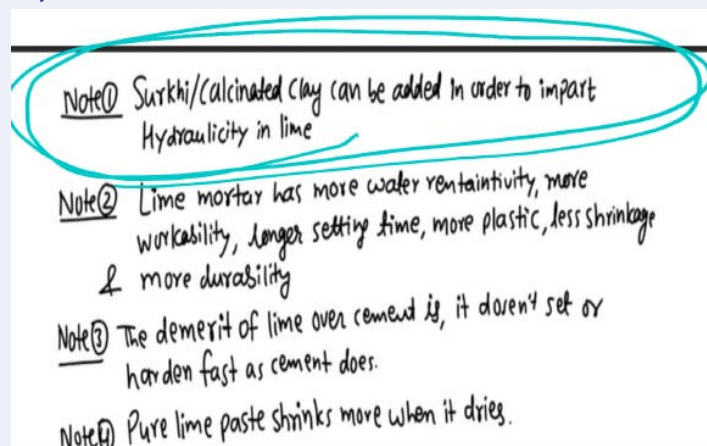 Note① Surkhi/Calcinated Clay can be added in order to impart
Hydraulicity in lime
Note② Lime mortar has more water rentaintivity, more
workability, longer setting time, more plastic, less shrinkage
& more durability
Note③ The demerit of lime over cement is, it doesn't set or
harden fast as cement does.
Note④ Pure lime paste shrinks more when it dries.